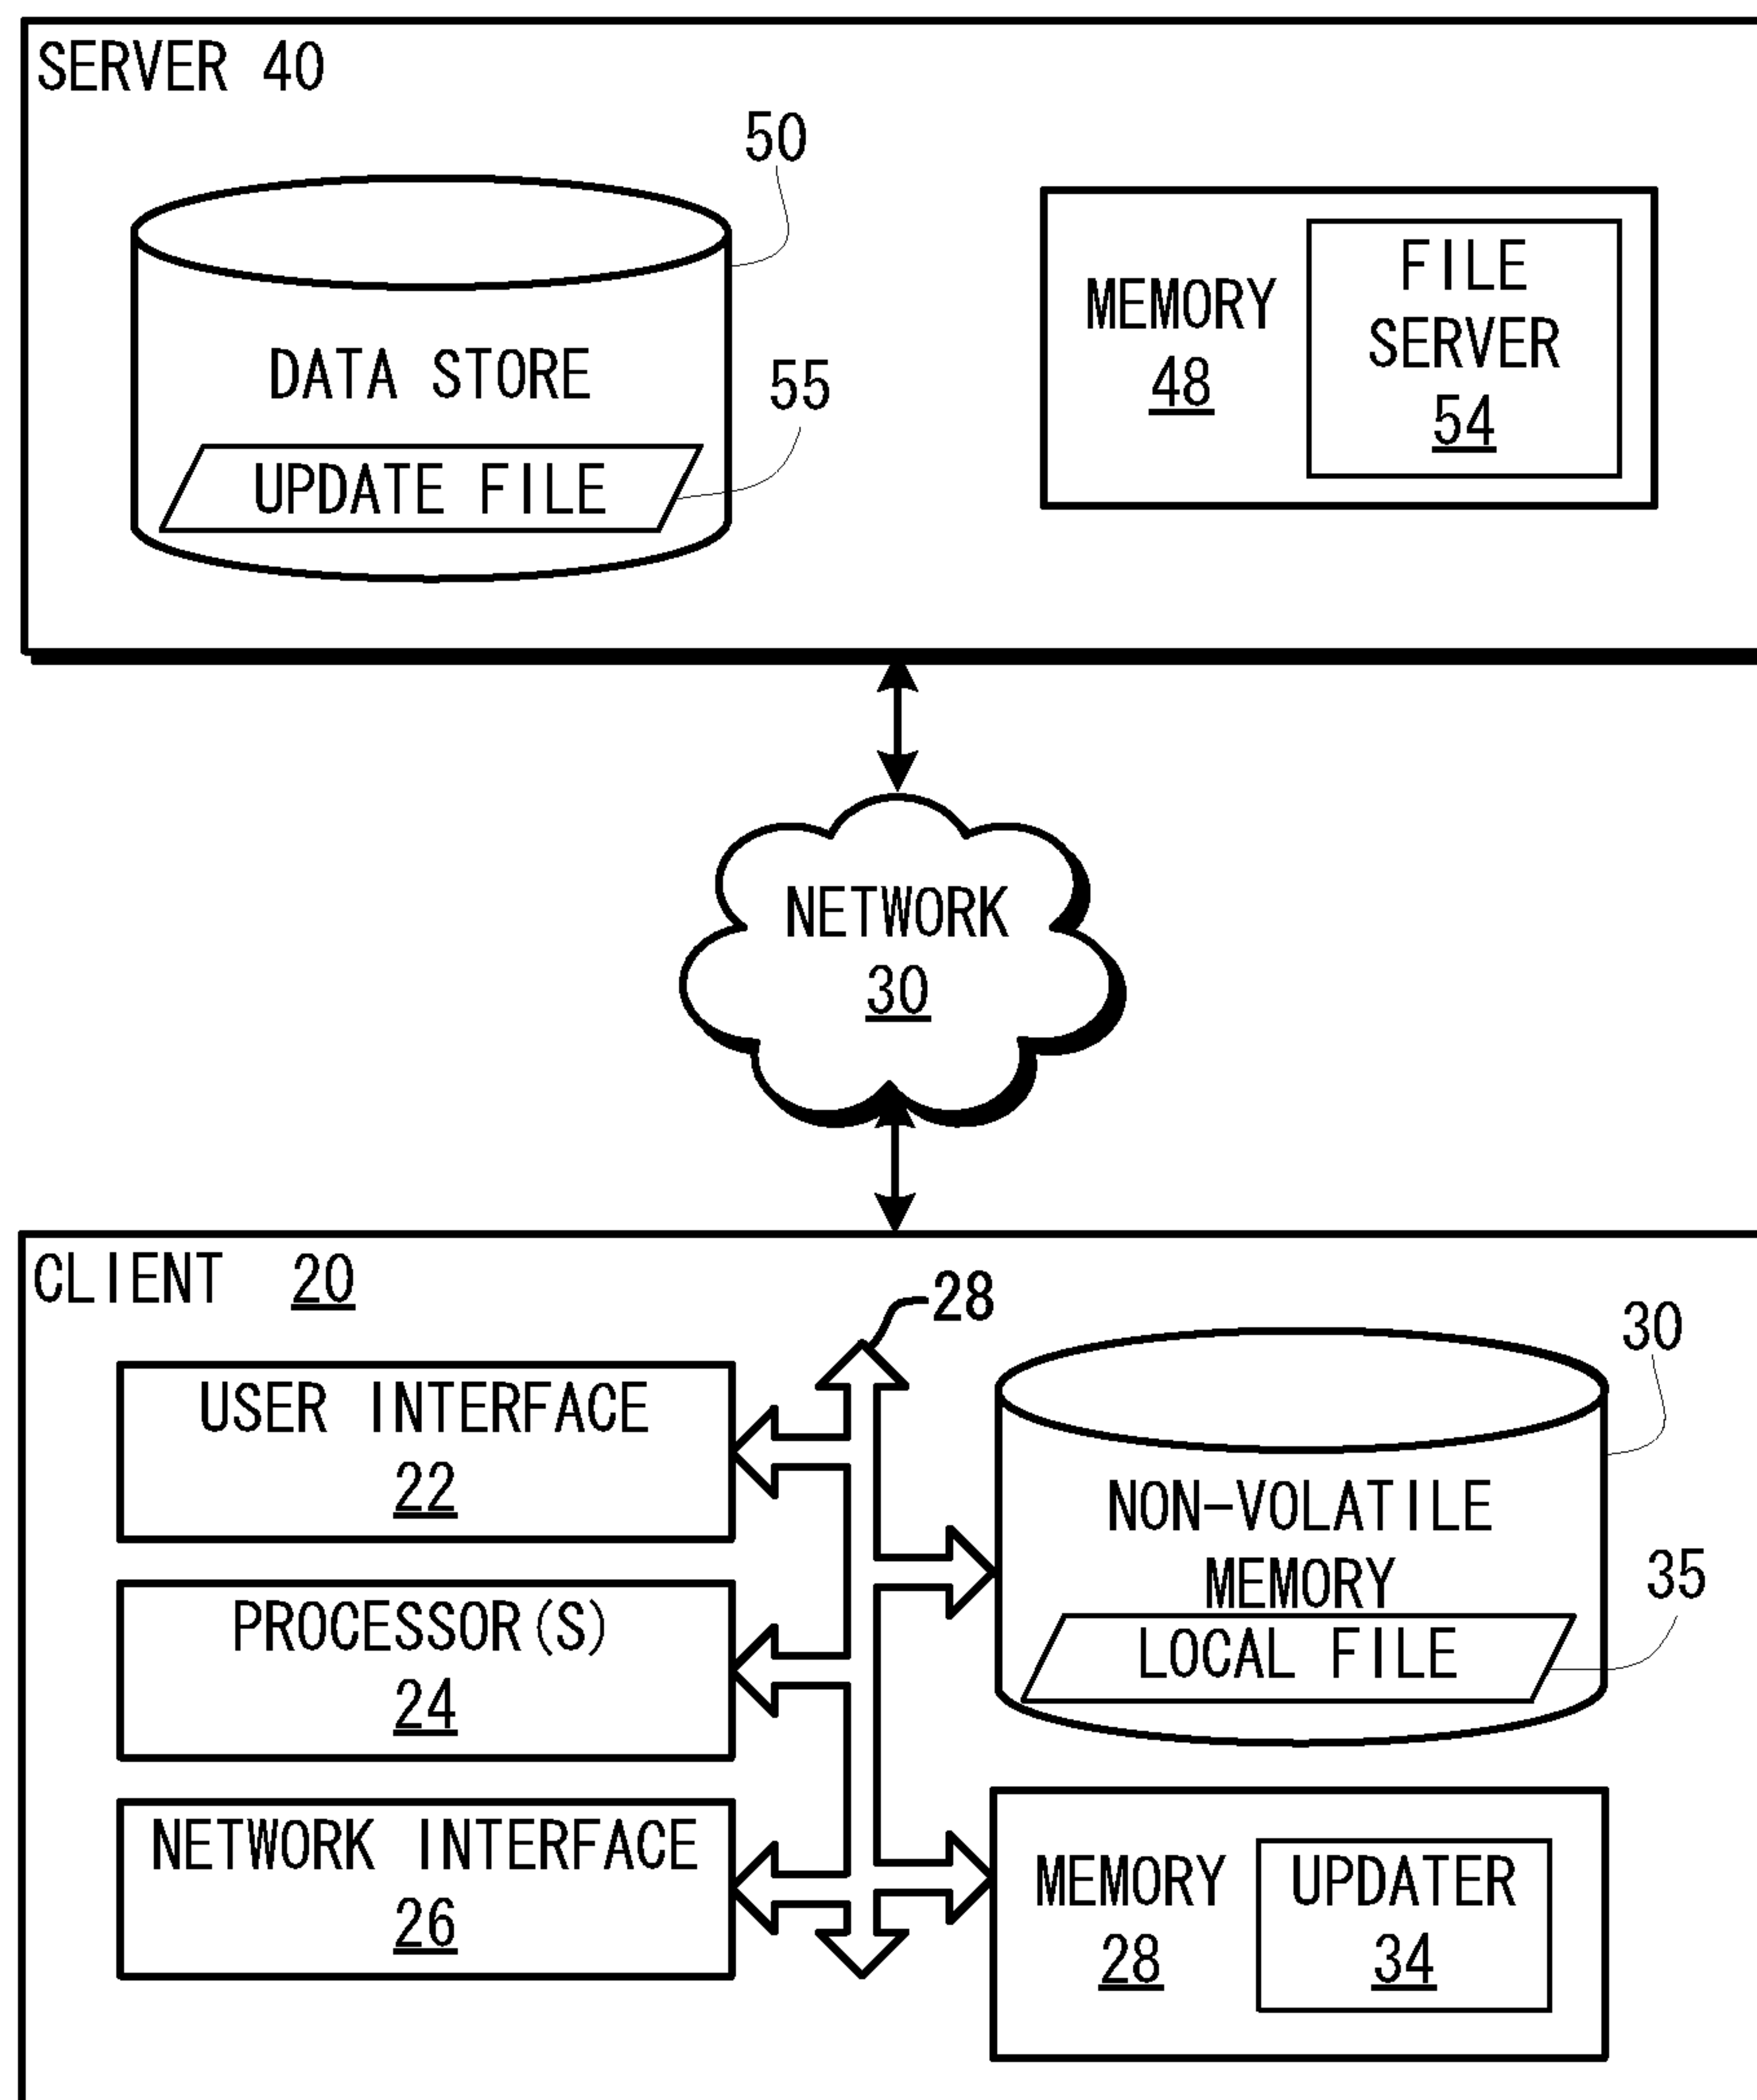 SERVER 40
50
DATA STORE
55
UPDATE FILE
MEMORY
48
FILE
SERVER
54
NETWORK
30
CLIENT 20
28
USER INTERFACE
22
PROCESSOR(S)
24
NETWORK INTERFACE
26
30
NON-VOLATILE
MEMORY
35
LOCAL FILE
MEMORY
28
UPDATER
34